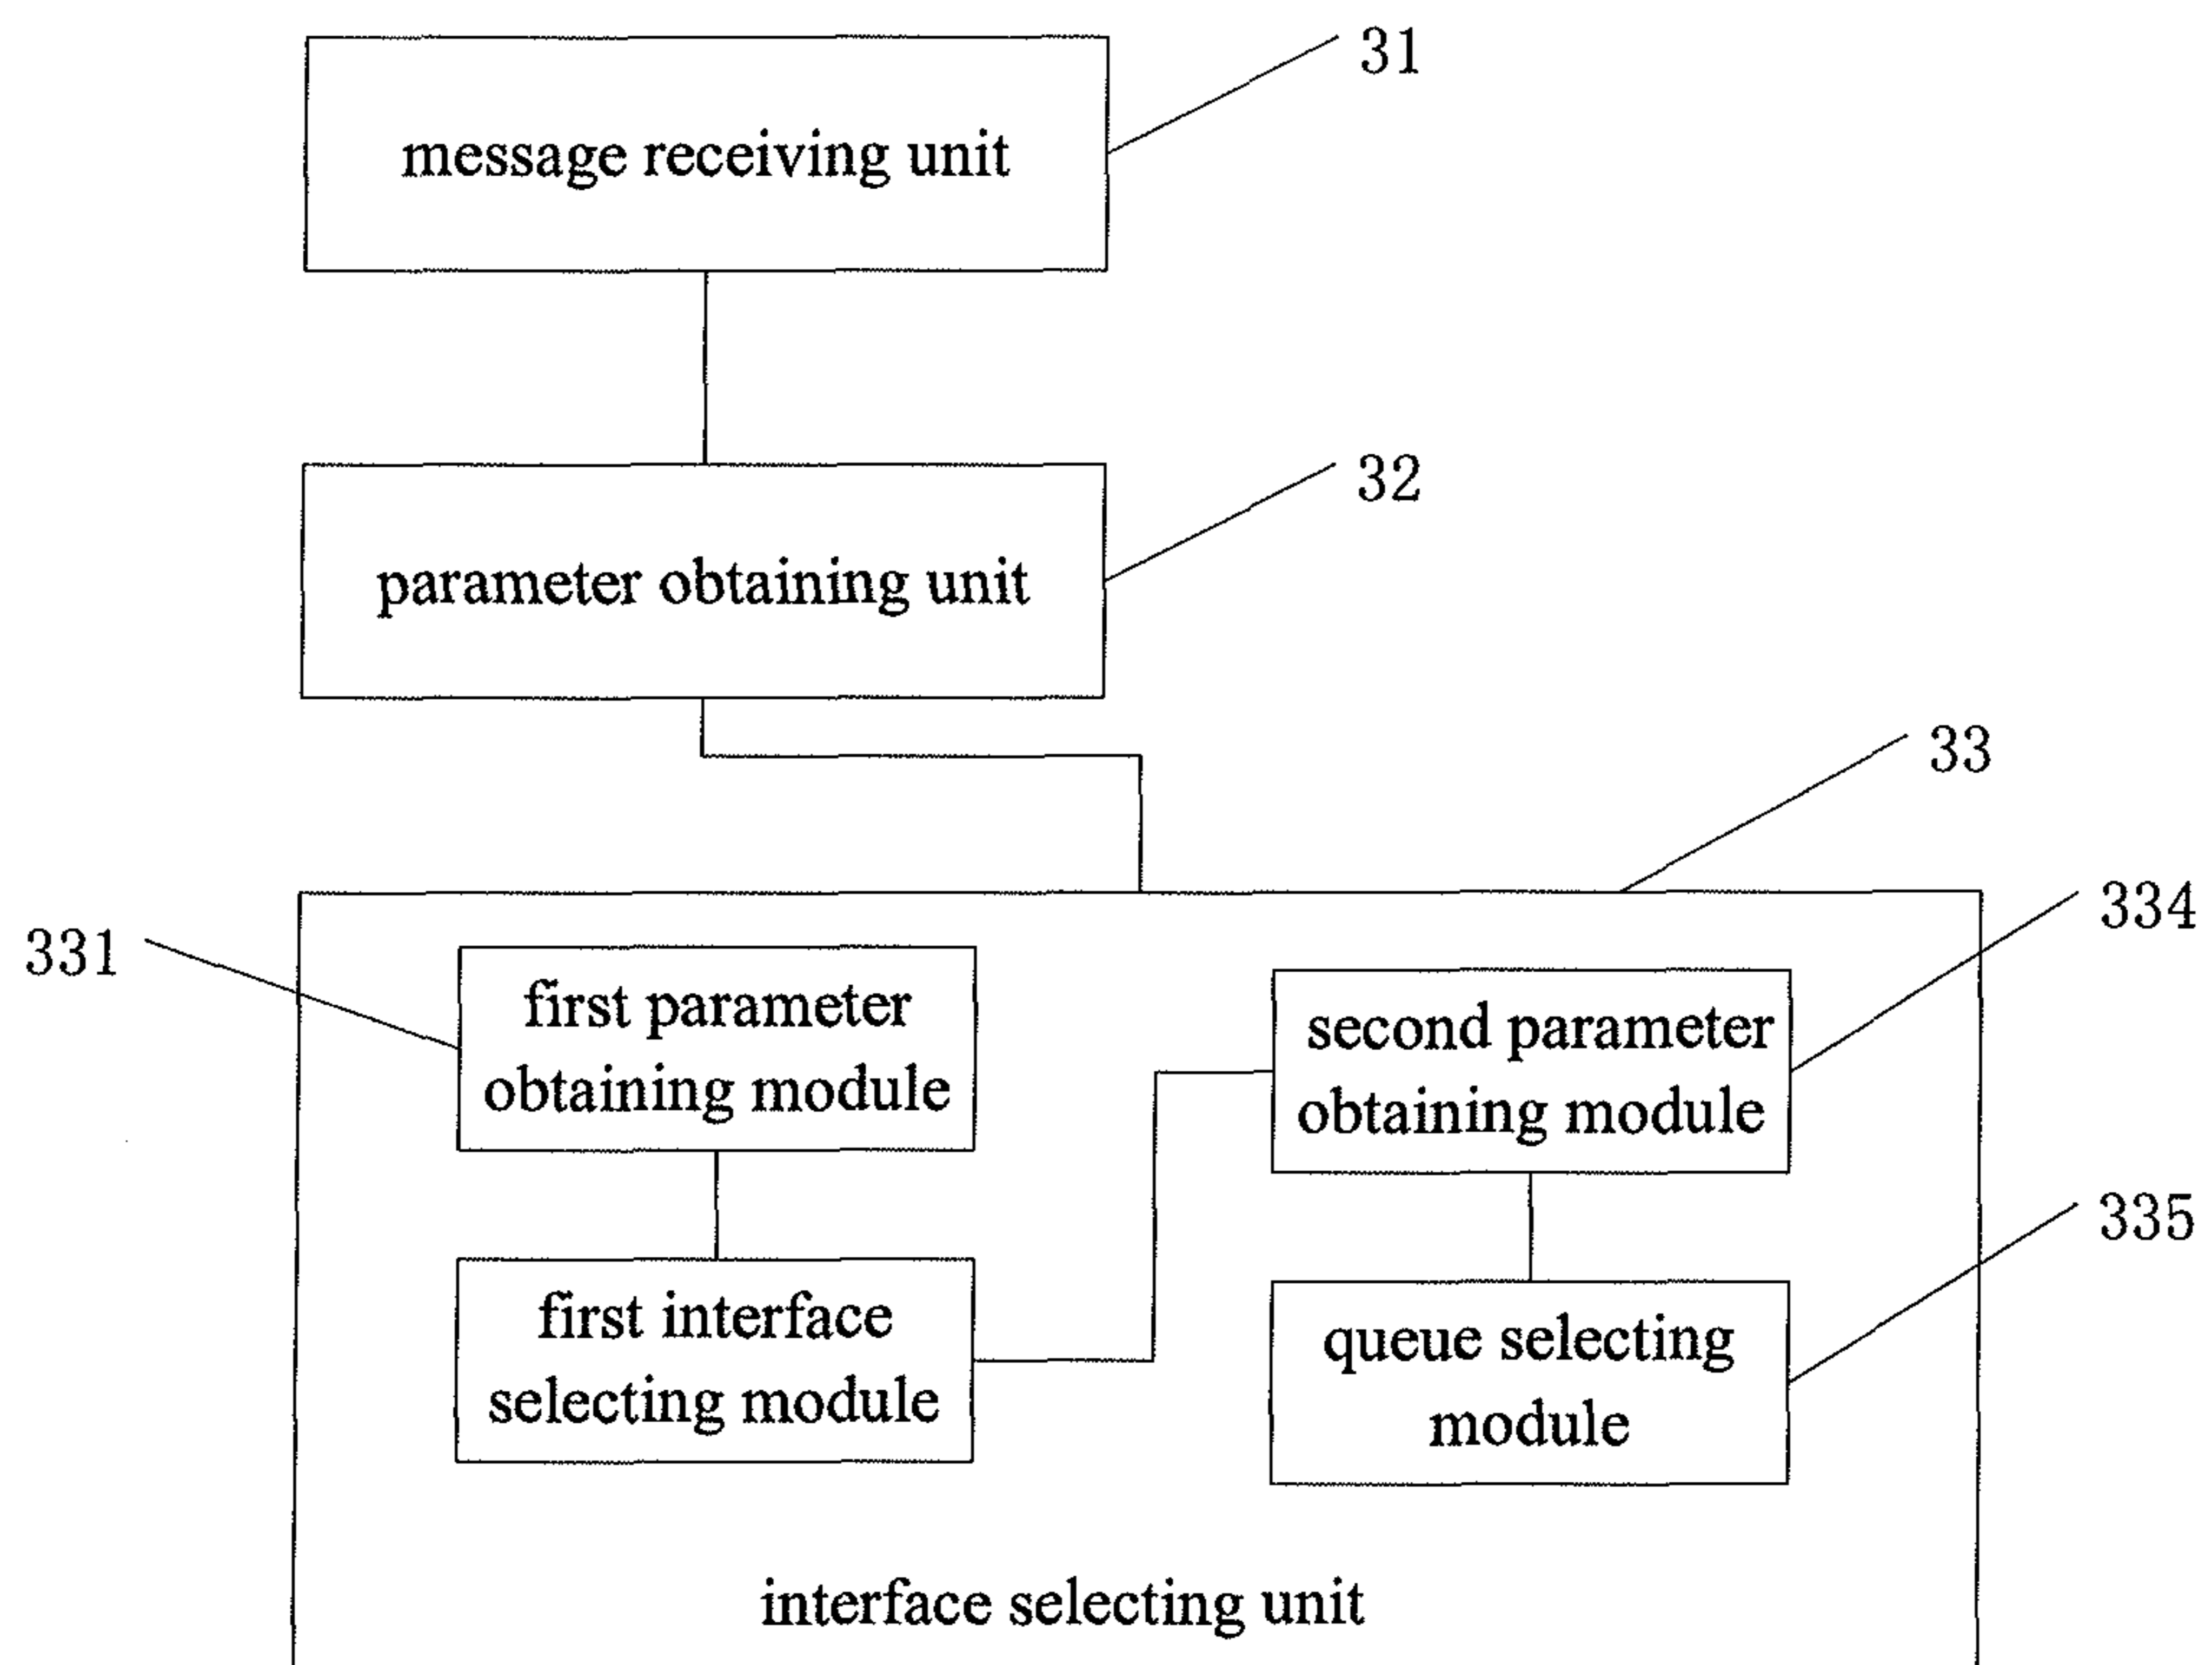 31
message receiving unit
32
parameter obtaining unit
33
334
331
first parameter
obtaining module
second parameter
obtaining module
335
first interface
selecting module
queue selecting
module
interface selecting unit